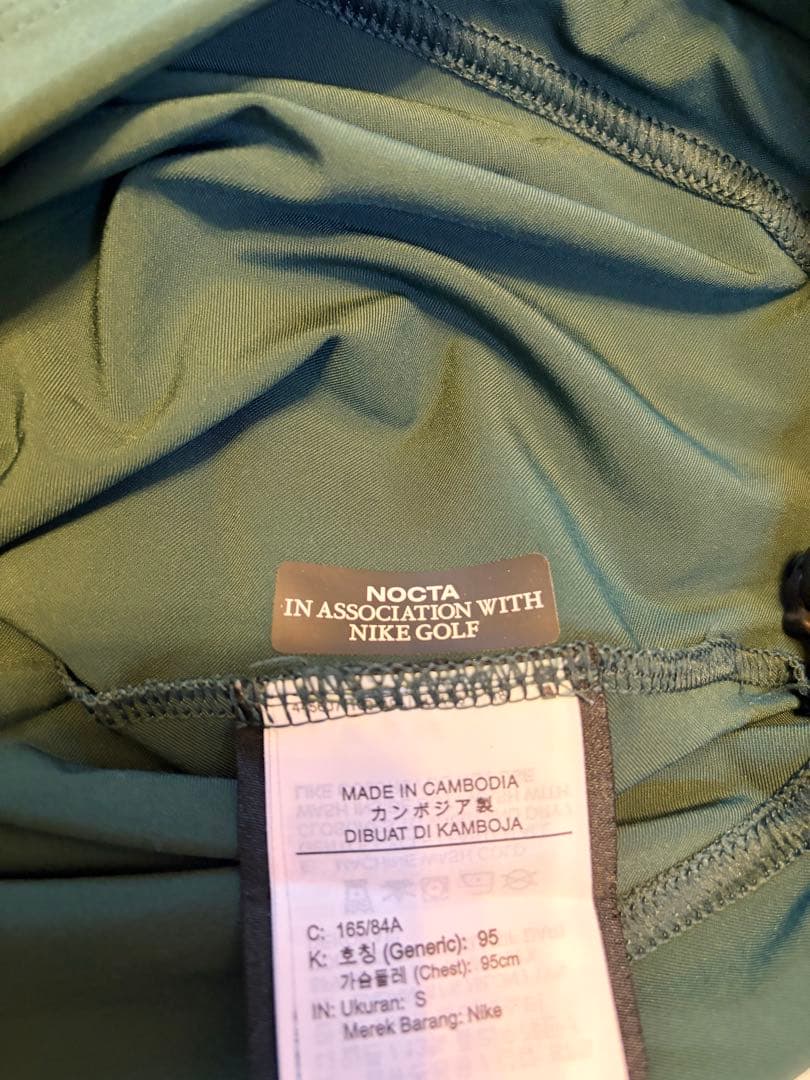 NOCTA
IN ASSOCIATION WITH
NIKE GOLF
MADE IN CAMBODIA
カンボジア製
DIBUAT DI KAMBOJA
C: 165/84A
K: 호칭 (Generic): 95
가슴둘레 (Chest): 95cm
IN: Ukuran: S
Merek Barang: Nike